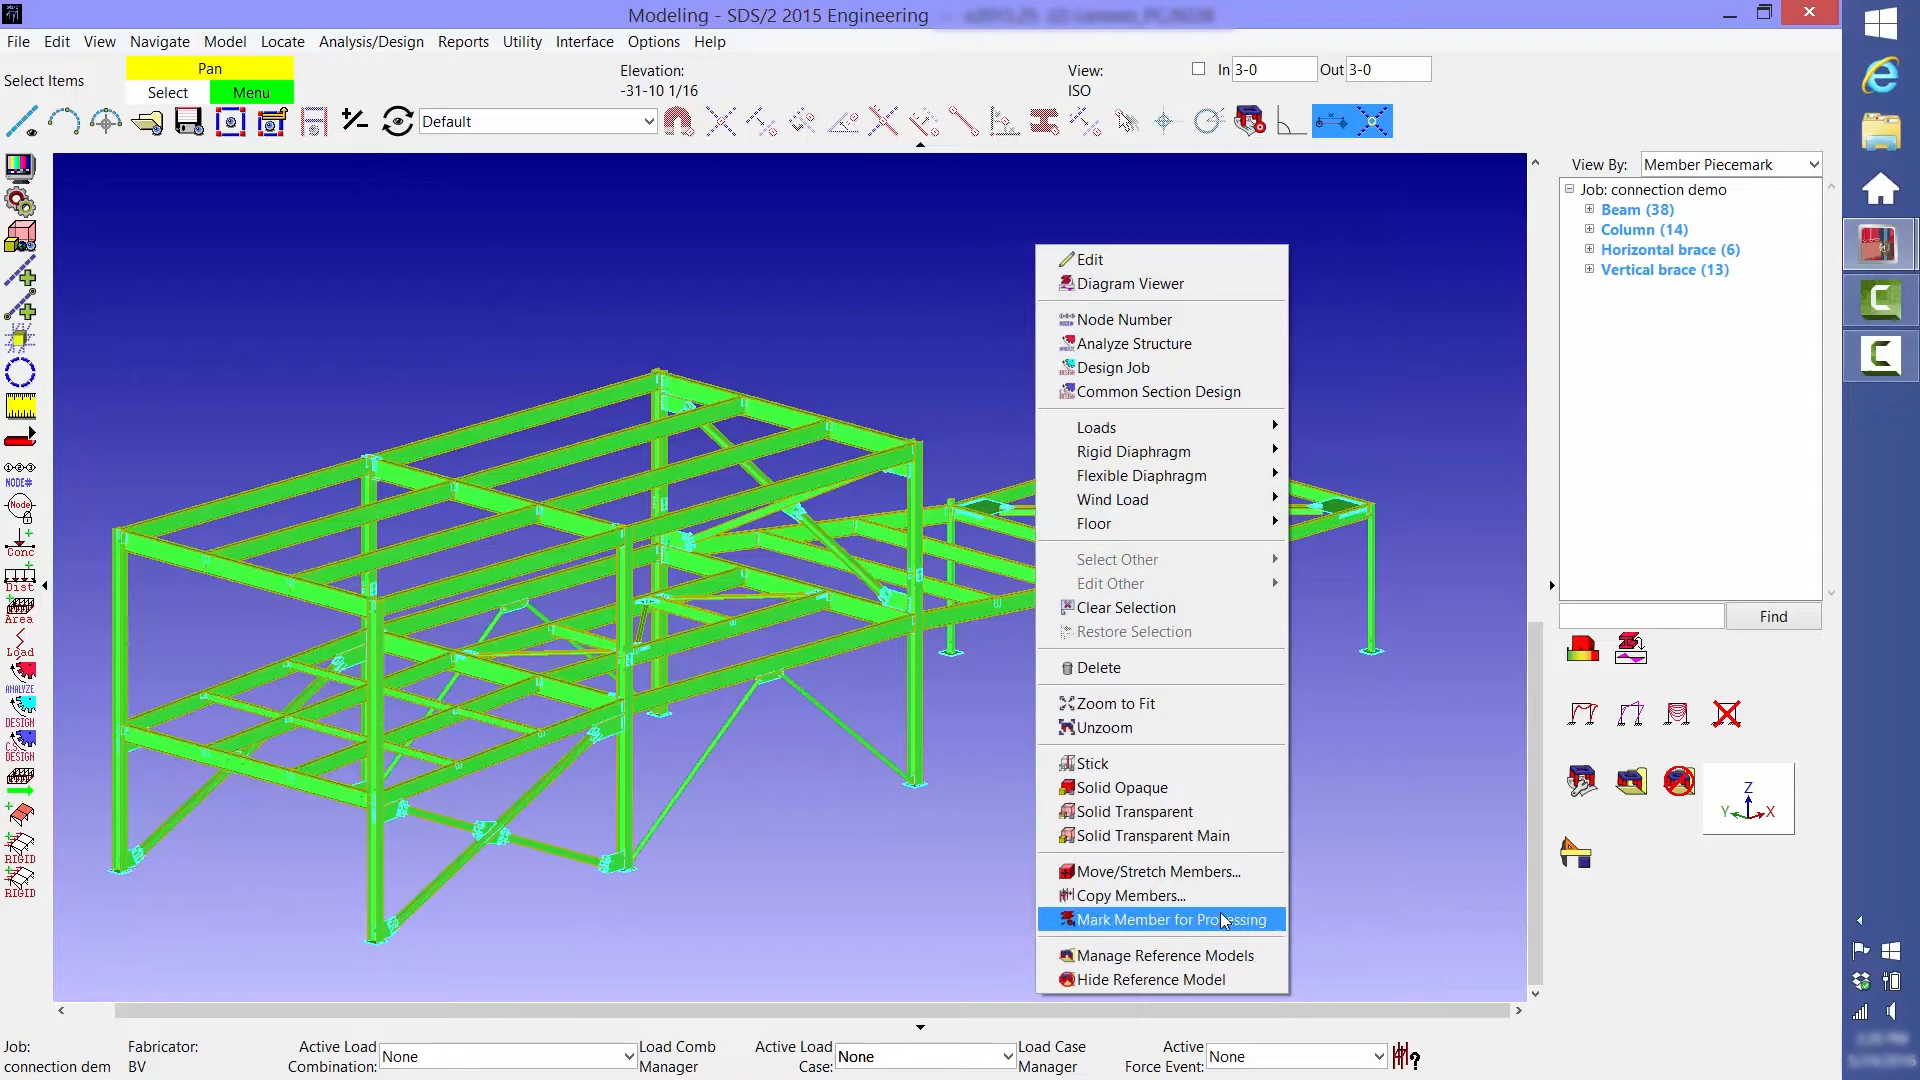 Modeling - SDS/2 2015 Engineering
File Edit View Navigate Model Locate Analysis/Design Reports Utility Interface Options Help
Select Items
Pan
Select Menu
Elevation:
-31-10 1/16
View:
ISO
In 3-0 Out 3-0
Default
View By: Member Piecemark
Job: connection demo
Beam (38)
Column (14)
Horizontal brace (6)
Vertical brace (13)
Find
Edit
Diagram Viewer
Node Number
Analyze Structure
Design Job
Common Section Design
Loads
Rigid Diaphragm
Flexible Diaphragm
Wind Load
Floor
Select Other
Edit Other
Clear Selection
Restore Selection
Delete
Zoom to Fit
Unzoom
Stick
Solid Opaque
Solid Transparent
Solid Transparent Main
Move/Stretch Members...
Copy Members...
Mark Member for Processing
Manage Reference Models
Hide Reference Model
NODE#
Node
Conc
Dist
Area
Load
ANALYZE
DESIGN
C.S.
DESIGN
RIGID
RIGID
Z
Y X
Job:
connection dem
Fabricator:
BV
Active Load
Combination:
None
Load Comb
Manager
Active Load
Case:
None
Load Case
Manager
Active
Force Event:
None